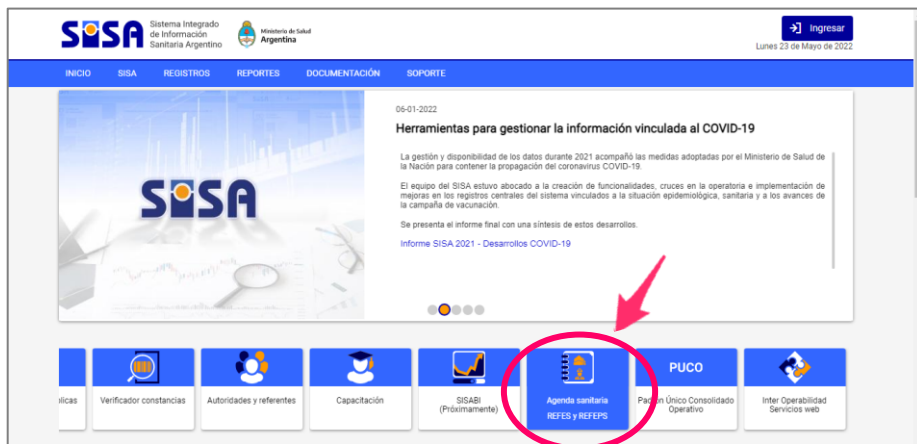 SISA
Sistema Integrado
de Información
Sanitaria Argentino
Ministerio de Salud
Argentina
Ingresar
Lunes 23 de Mayo de 2022
INICIO SISA REGISTROS REPORTES DOCUMENTACIÓN SOPORTE
06-01-2022
Herramientas para gestionar la información vinculada al COVID-19
La gestión y disponibilidad de los datos durante 2021 acompañó las medidas adoptadas por el Ministerio de Salud de
la Nación para contener la propagación del coronavirus COVID-19.
El equipo del SISA estuvo abocado a la creación de funcionalidades, cruces en la operatoria e implementación de
mejoras en los registros centrales del sistema vinculados a la situación epidemiológica, sanitaria y a los avances de
la campaña de vacunación.
Se presenta el informe final con una síntesis de estos desarrollos.
Informe SISA 2021 - Desarrollos COVID-19
SISA
Verificador constancias
Autoridades y referentes
Capacitación
SISABI
(Próximamente)
Agenda sanitaria
REFES y REFEPS
PUCO
Único Consolidado
Operativo
Inter Operabilidad
Servicios web